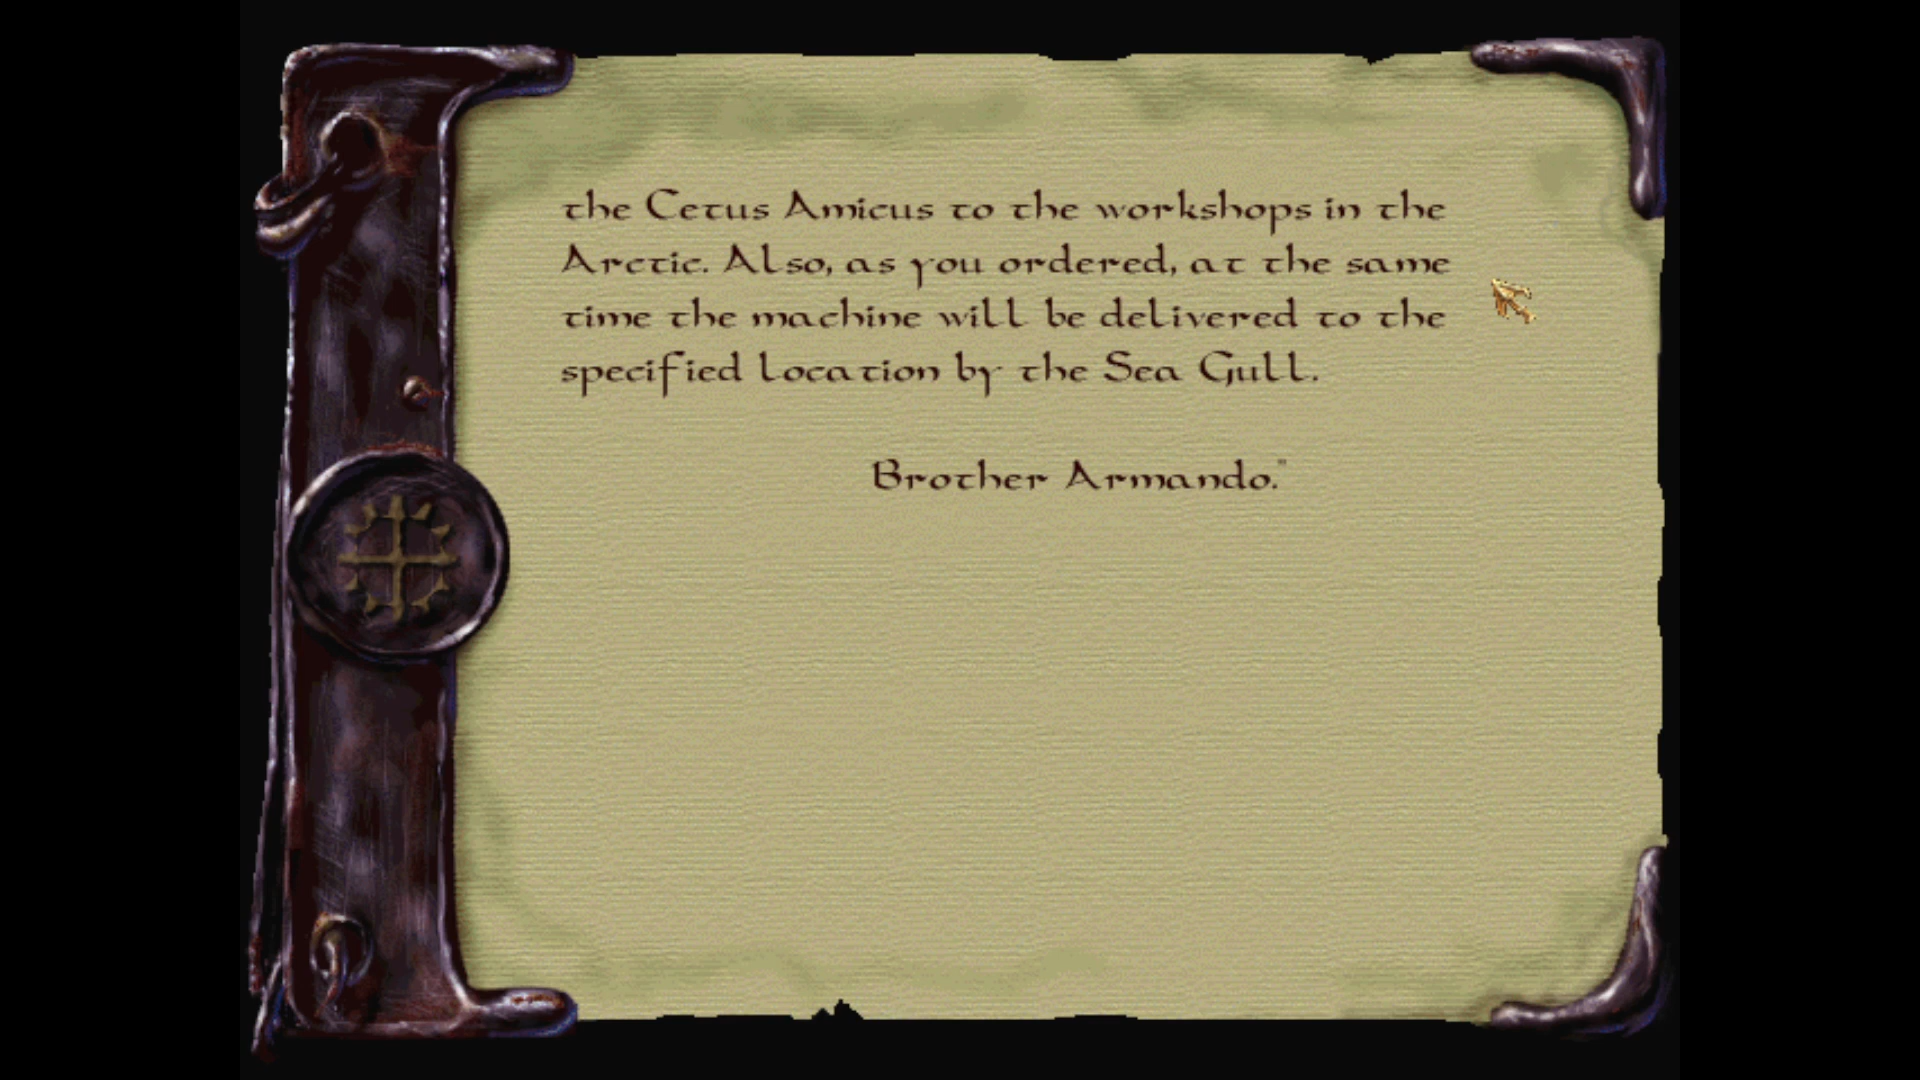 the Cetus Amicus to the workshops in the
Arctic. Also, as you ordered, at the same
time the machine will be delivered to the
specified location by the Sea Gull.
Brother Armando."